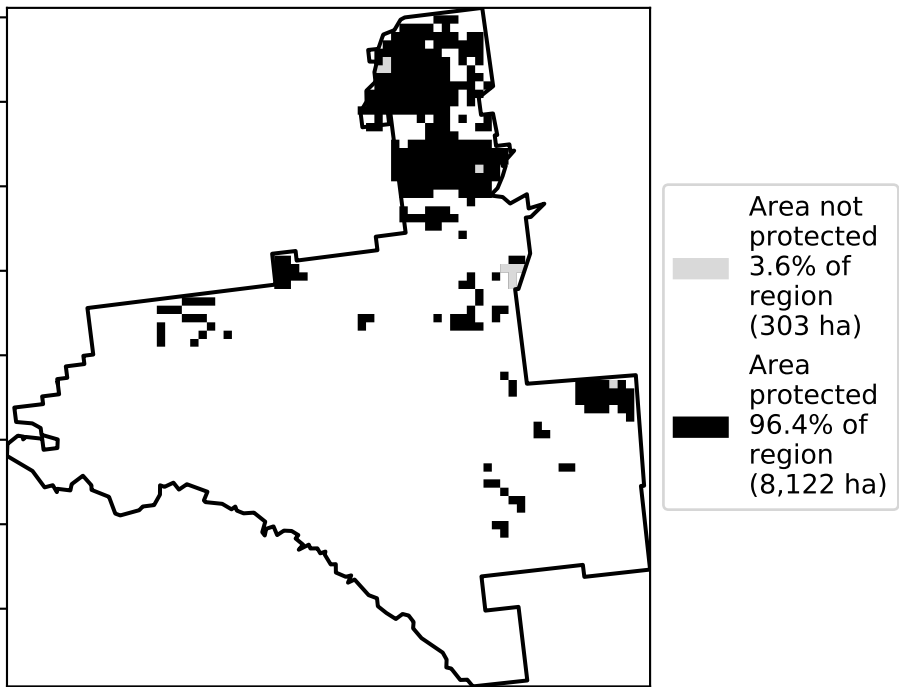 Area not
protected
3.6% of
region
(303 ha)
Area
protected
96.4% of
region
(8,122 ha)